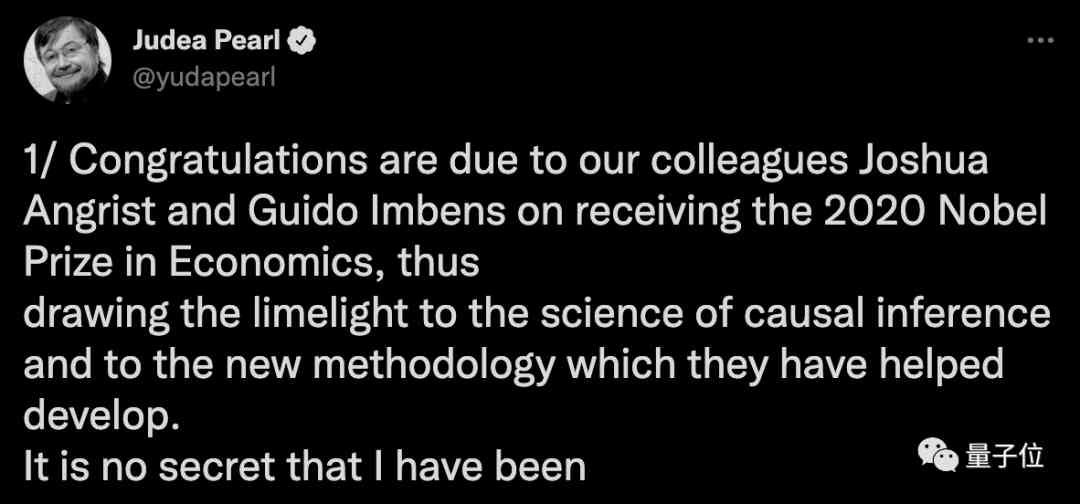 Judea Pearl
@yudapearl
1/ Congratulations are due to our colleagues Joshua
Angrist and Guido Imbens on receiving the 2020 Nobel
Prize in Economics, thus
drawing the limelight to the science of causal inference
and to the new methodology which they have helped
develop.
It is no secret that I have been
量子位